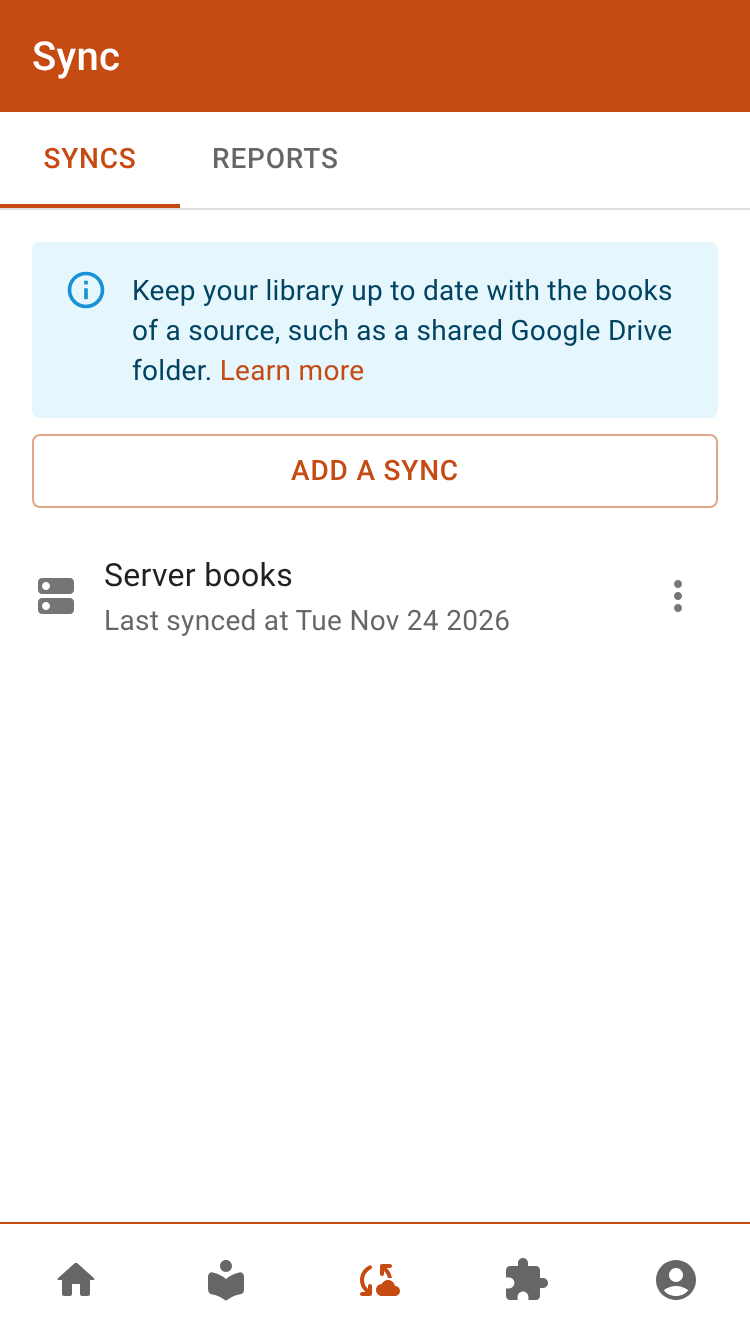 Sync
SYNCS
REPORTS
Keep your library up to date with the books
of a source, such as a shared Google Drive
folder. Learn more
ADD A SYNC
Server books
Last synced at Tue Nov 24 2026